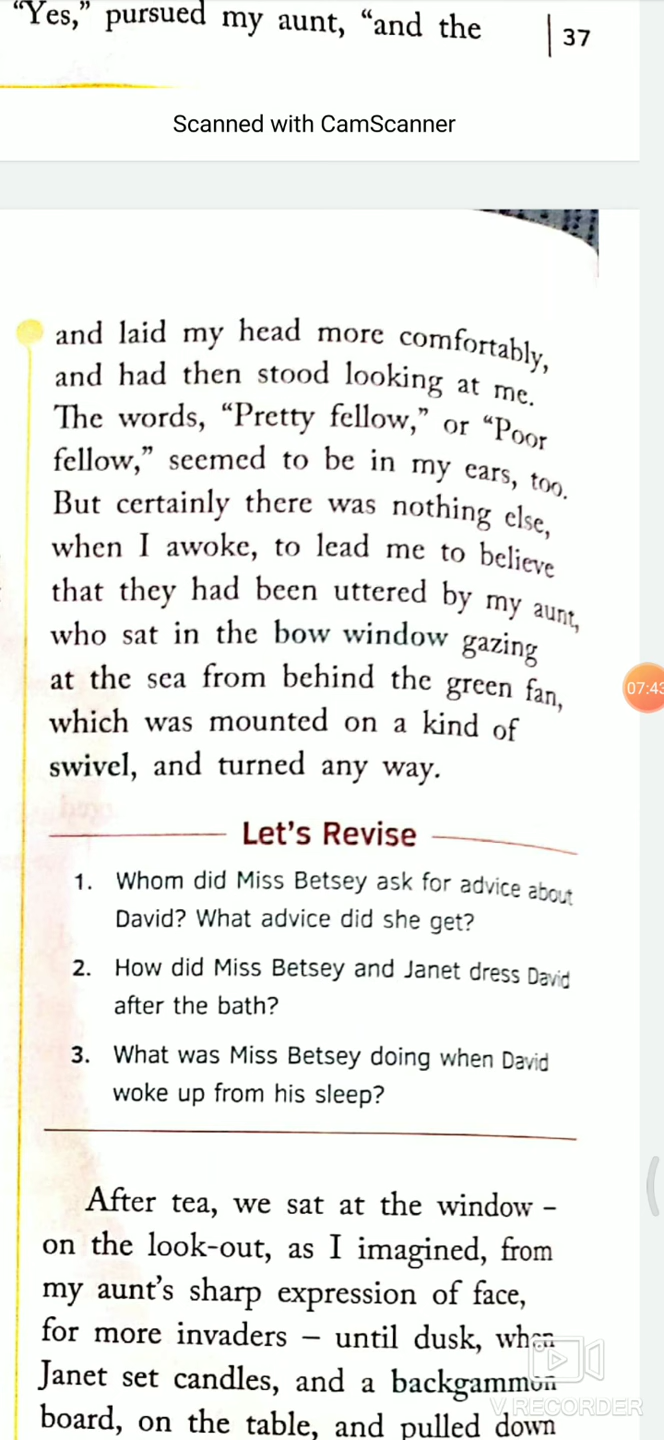 “Yes,” pursued my aunt, “and the
37
Scanned with CamScanner
and laid my head more comfortably,
and had then stood looking at me.
The words, “Pretty fellow,” or “Poor
fellow,” seemed to be in my ears, too.
But certainly there was nothing else,
when I awoke, to lead me to believe
that they had been uttered by my aunt,
who sat in the bow window gazing
at the sea from behind the green fan,
which was mounted on a kind of
swivel, and turned any way.
07:43
Let’s Revise
1. Whom did Miss Betsey ask for advice about
David? What advice did she get?
2. How did Miss Betsey and Janet dress David
after the bath?
3. What was Miss Betsey doing when David
woke up from his sleep?
After tea, we sat at the window –
on the look-out, as I imagined, from
my aunt’s sharp expression of face,
for more invaders – until dusk, when
Janet set candles, and a backgammon
V RECORDER
board, on the table, and pulled down